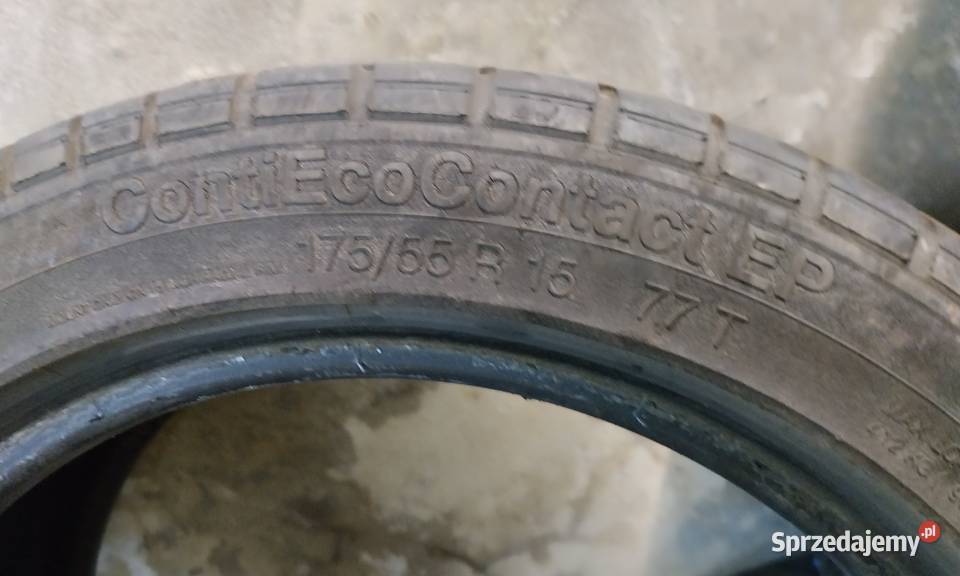 ContiEcoContact EP
175/55 R 15 77 T
Sprzedajemy.pl